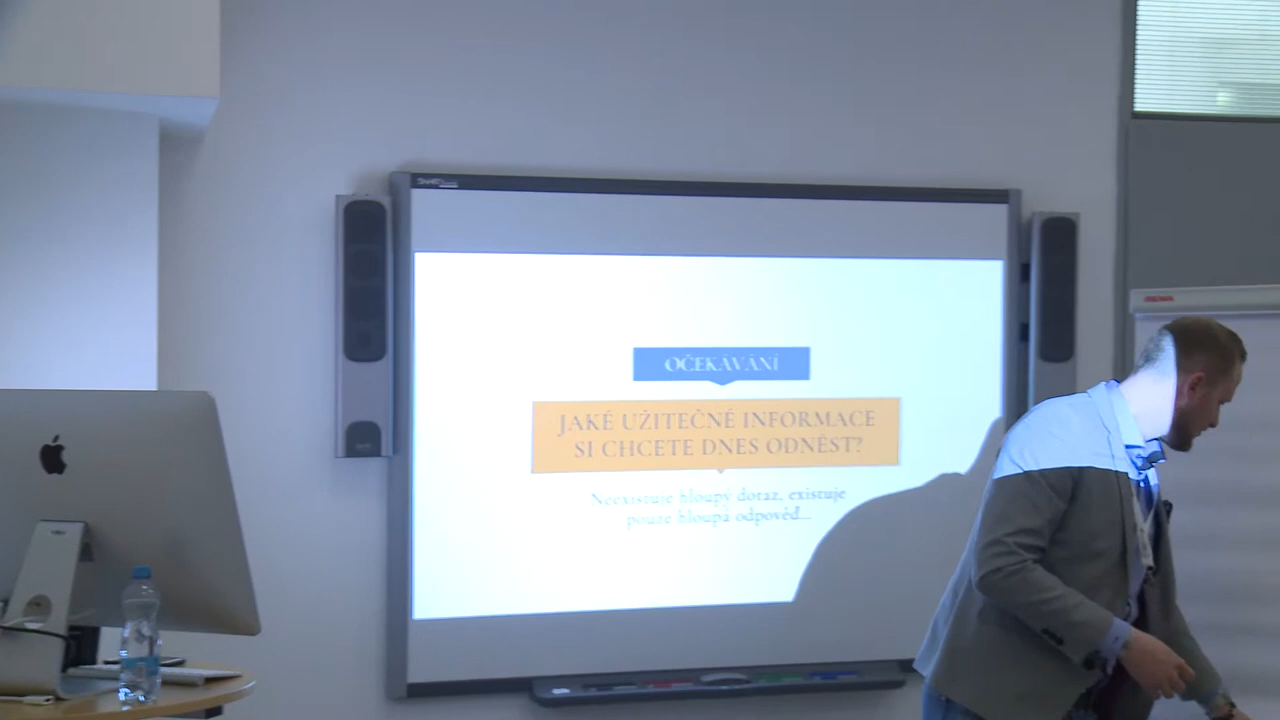 OČEKÁVÁNÍ
JAKÉ UŽITEČNÉ INFORMACE
SI CHCETE DNES ODNÉST?
Neexistuje hloupý dotaz, existuje
pouze hloupá odpověď...